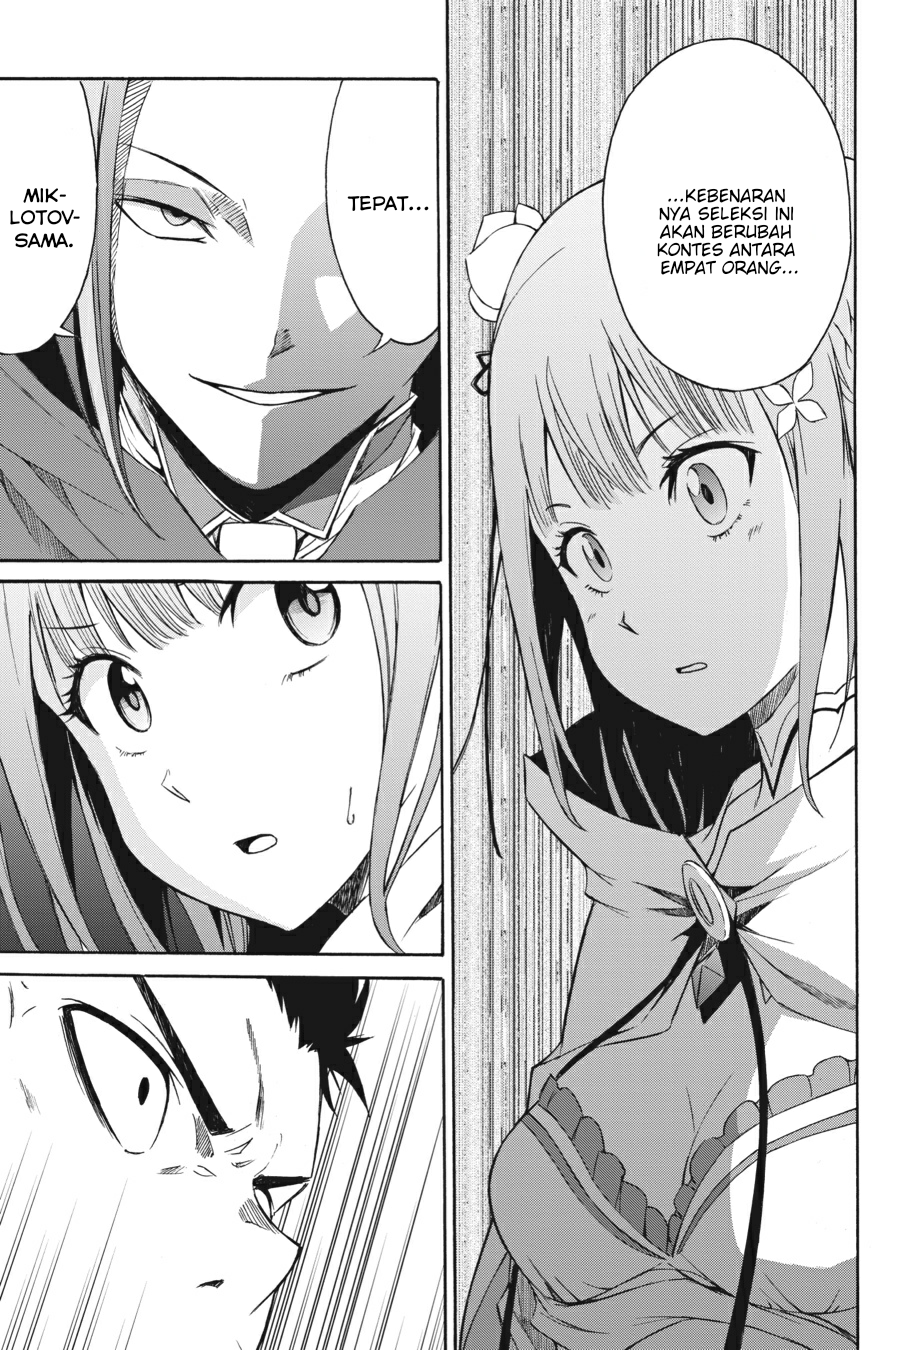 ...KEBENARAN
NYA SELEKSI INI
AKAN BERUBAH
KONTES ANTARA
EMPAT ORANG...
TEPAT...
MIK-
LOTOV-
SAMA.